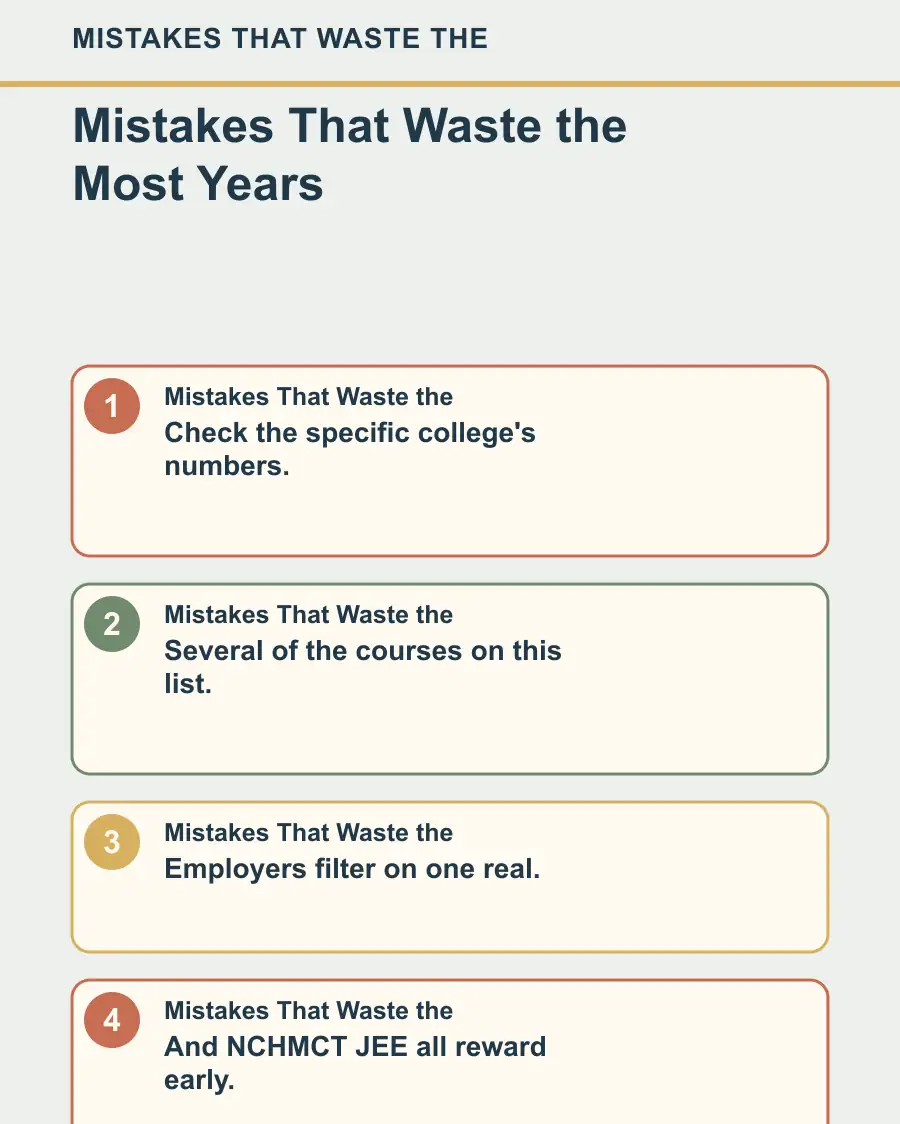 MISTAKES THAT WASTE THE
Mistakes That Waste the
Most Years
1
Mistakes That Waste the
Check the specific college's
numbers.
2
Mistakes That Waste the
Several of the courses on this
list.
3
Mistakes That Waste the
Employers filter on one real.
4
Mistakes That Waste the
And NCHMCT JEE all reward
early.